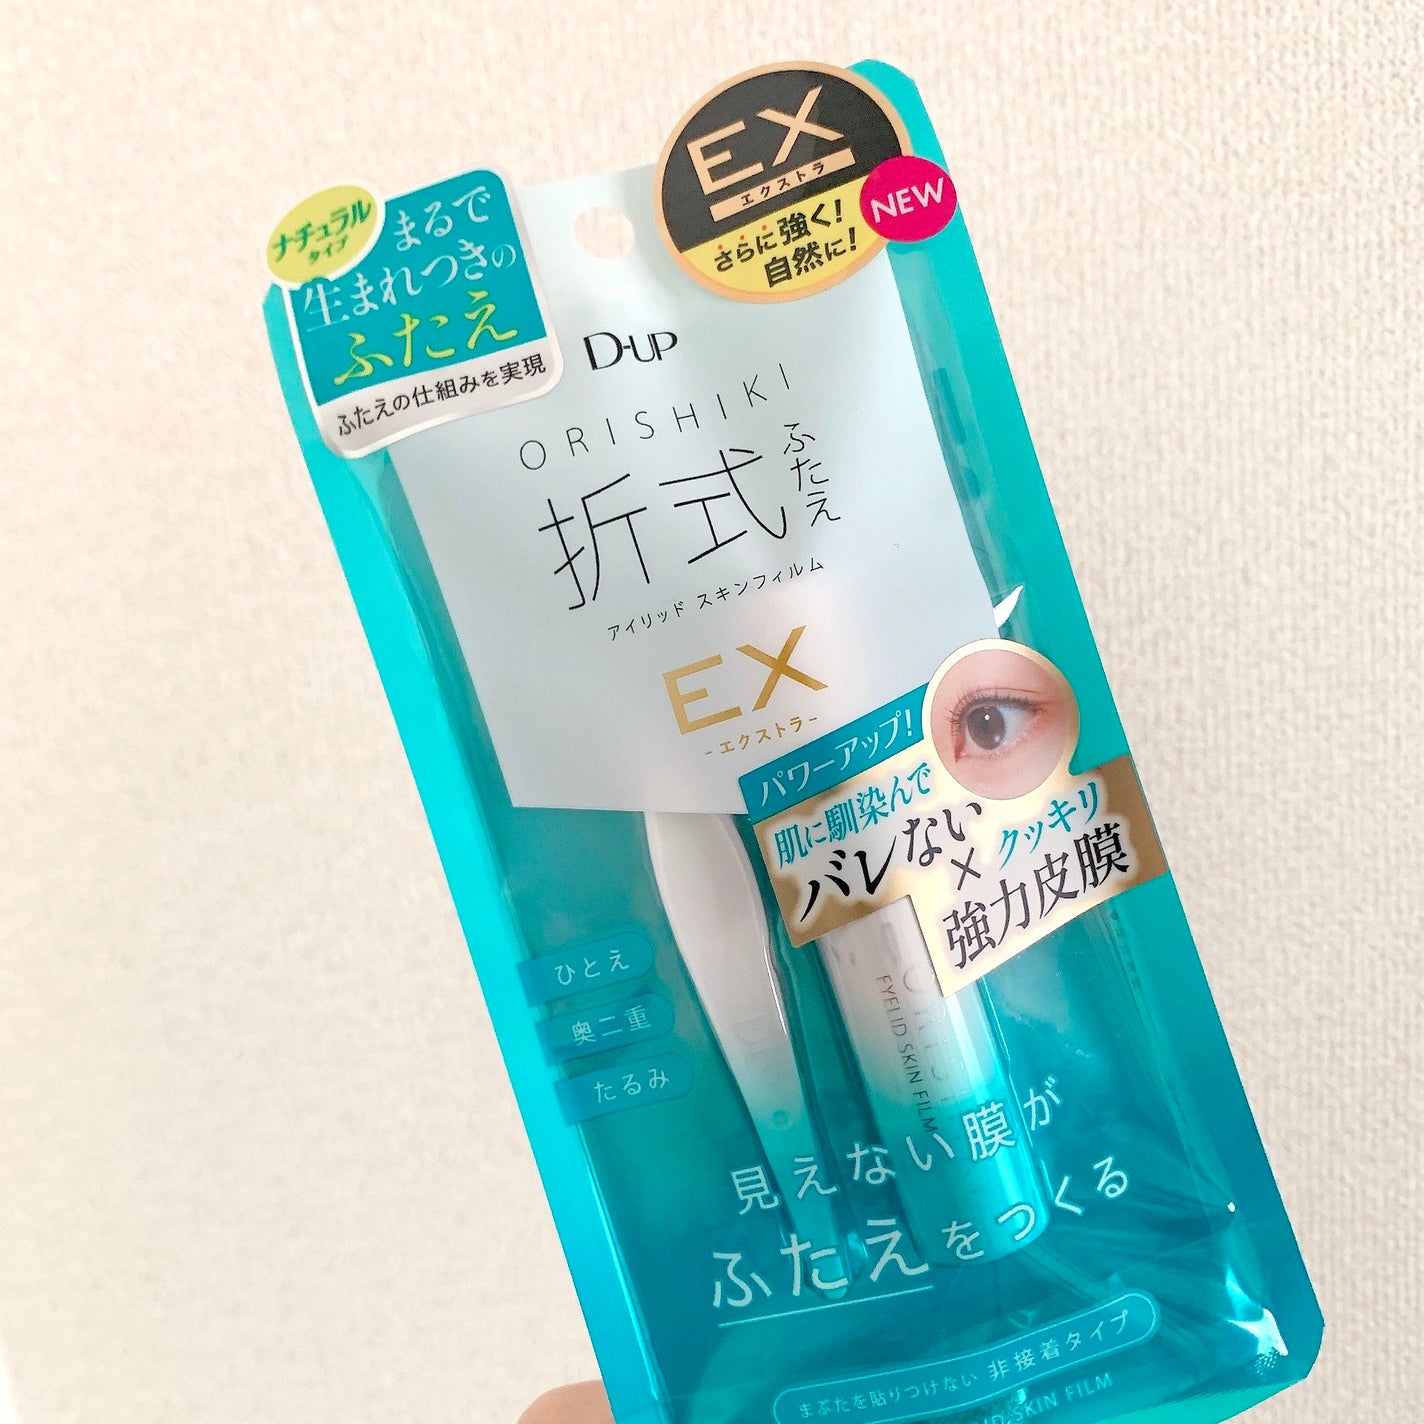 EX
エクストラ
さらに強く!
自然に!
NEW
ナチュラル
タイプ
まるで
生まれつきの
ふたえ
ふたえの仕組みを実現
D-UP
ORISHIKI
折式
ふたえ
アイリッド スキンフィルム
EX
-エクストラ-
パワーアップ!
肌に馴染んで
バレない
×
クッキリ
強力皮膜
ひとえ
奥二重
たるみ
EYELID SKIN FILM
見えない膜が
ふたえをつくる
まぶたを貼りつけない 非接着タイプ
SKIN FILM